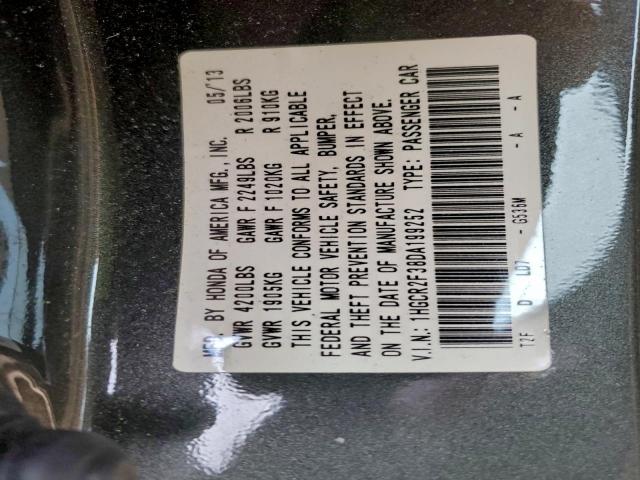 MFD. BY HONDA OF AMERICA MFG., INC. 05/13
GVWR 4200LBS GAWR F 2249LBS R 2006LBS
GVWR 1905KG GAWR F 1020KG R 910KG
THIS VEHICLE CONFORMS TO ALL APPLICABLE
FEDERAL MOTOR VEHICLE SAFETY, BUMPER,
AND THEFT PREVENTION STANDARDS IN EFFECT
ON THE DATE OF MANUFACTURE SHOWN ABOVE.
V.I.N.: 1HGCR2F38DA199252 TYPE: PASSENGER CAR
T2F D LD7 - G536M - A - A